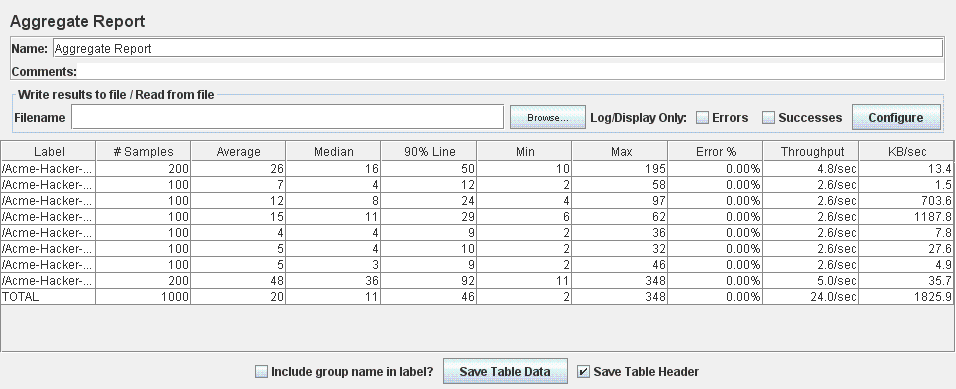 Aggregate Report
Name: Aggregate Report
Comments:
Write results to file / Read from file
Filename Browse... Log/Display Only: Errors Successes Configure
Label # Samples Average Median 90% Line Min Max Error % Throughput KB/sec
/Acme-Hacker-... 200 26 16 50 10 195 0.00% 4.8/sec 13.4
/Acme-Hacker-... 100 7 4 12 2 58 0.00% 2.6/sec 1.5
/Acme-Hacker-... 100 12 8 24 4 97 0.00% 2.6/sec 703.6
/Acme-Hacker-... 100 15 11 29 6 62 0.00% 2.6/sec 1187.8
/Acme-Hacker-... 100 4 4 9 2 36 0.00% 2.6/sec 7.8
/Acme-Hacker-... 100 5 4 10 2 32 0.00% 2.6/sec 27.6
/Acme-Hacker-... 100 5 3 9 2 46 0.00% 2.6/sec 4.9
/Acme-Hacker-... 200 48 36 92 11 348 0.00% 5.0/sec 35.7
TOTAL 1000 20 11 46 2 348 0.00% 24.0/sec 1825.9
Include group name in label? Save Table Data Save Table Header